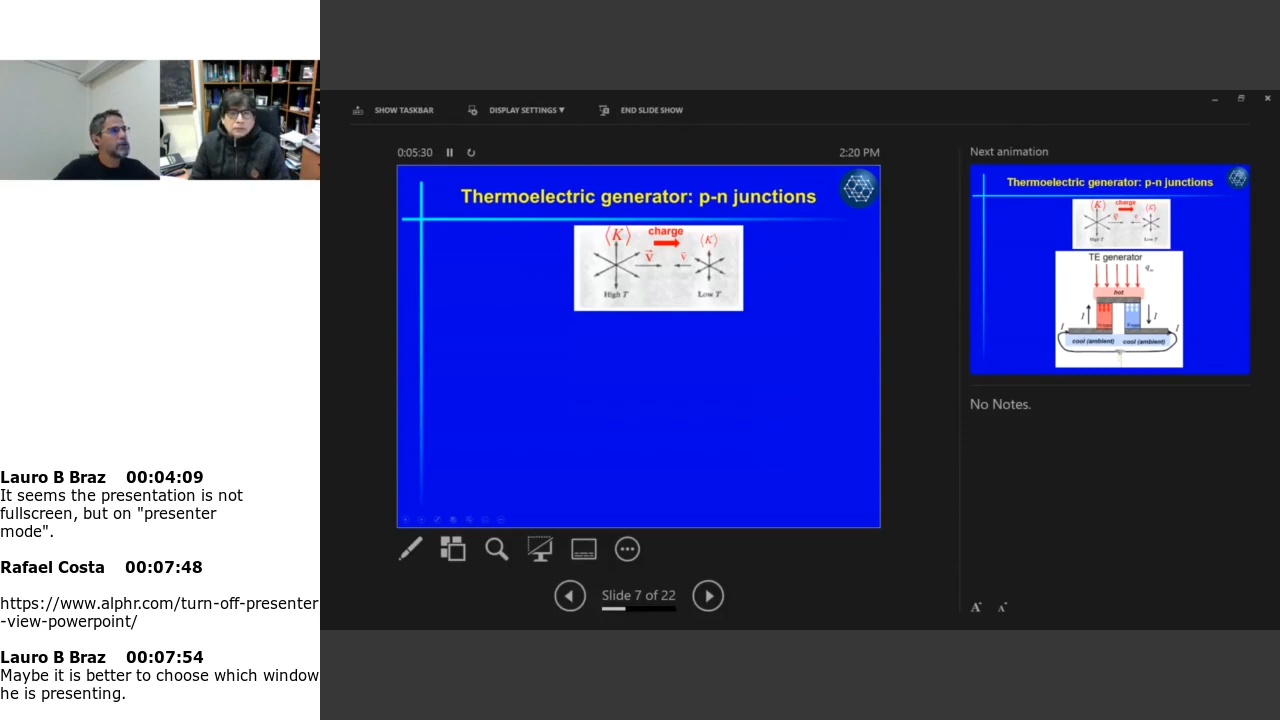 SHOW TASKBAR DISPLAY SETTINGS ▼ END SLIDE SHOW
0:05:30 2:20 PM
Thermoelectric generator: p-n junctions
⟨K⟩ charge ⟨K⟩
v v
High T Low T
Slide 7 of 22
Next animation
Thermoelectric generator: p-n junctions
⟨K⟩ charge ⟨K⟩
High T Low T
TE generator
hot
I I
I I
cool (ambient) cool (ambient)
No Notes.
A A
Lauro B Braz 00:04:09
It seems the presentation is not
fullscreen, but on "presenter
mode".
Rafael Costa 00:07:48
https://www.alphr.com/turn-off-presenter
-view-powerpoint/
Lauro B Braz 00:07:54
Maybe it is better to choose which window
he is presenting.